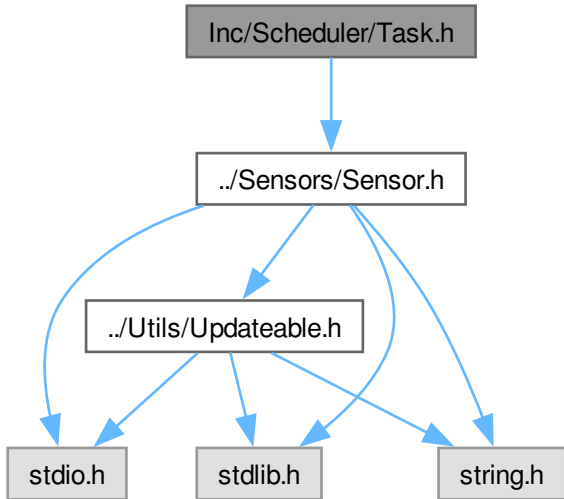 Inc/Scheduler/Task.h
../Sensors/Sensor.h
../Utils/Updateable.h
stdio.h
stdlib.h
string.h